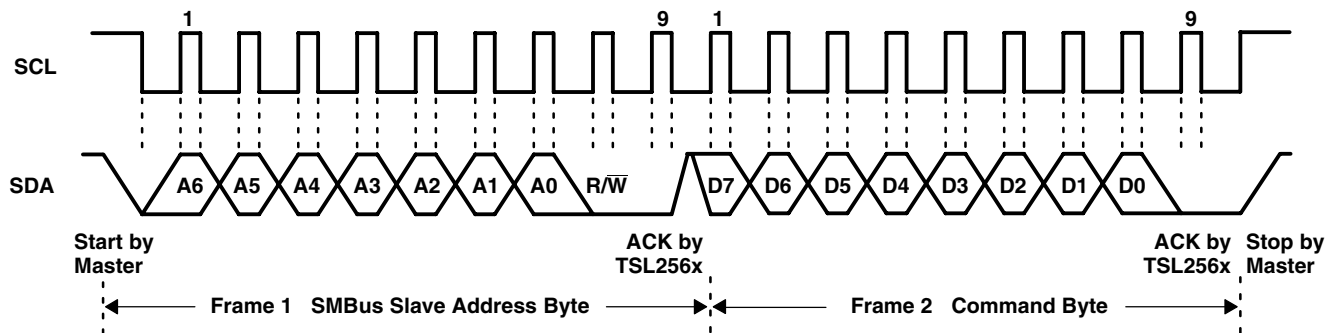 1 9 1 9
SCL
SDA A6 A5 A4 A3 A2 A1 A0 R/W̅ D7 D6 D5 D4 D3 D2 D1 D0
Start by Master
ACK by TSL256x
ACK by TSL256x
Stop by Master
Frame 1 SMBus Slave Address Byte
Frame 2 Command Byte